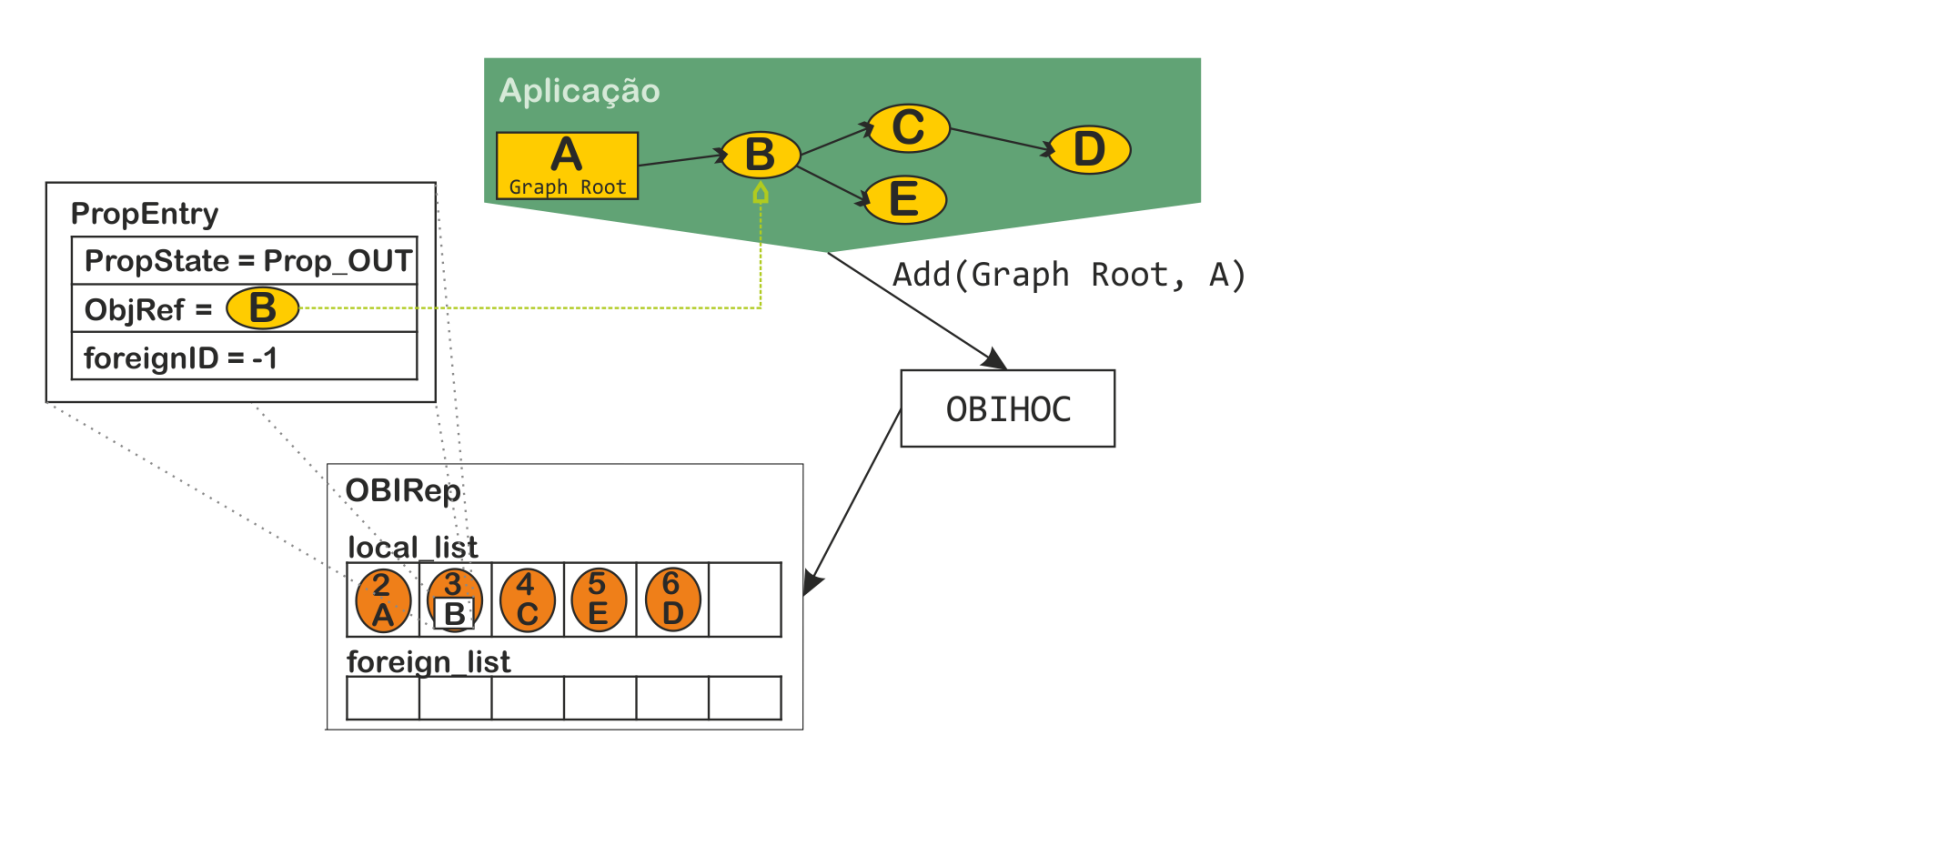 Aplicação
A
Graph Root
B
C
D
E
PropEntry
PropState = Prop_OUT
ObjRef = B
foreignID = -1
Add(Graph Root, A)
OBIHOC
OBIRep
local_list
2 3 4 5 6
A B C E D
foreign_list